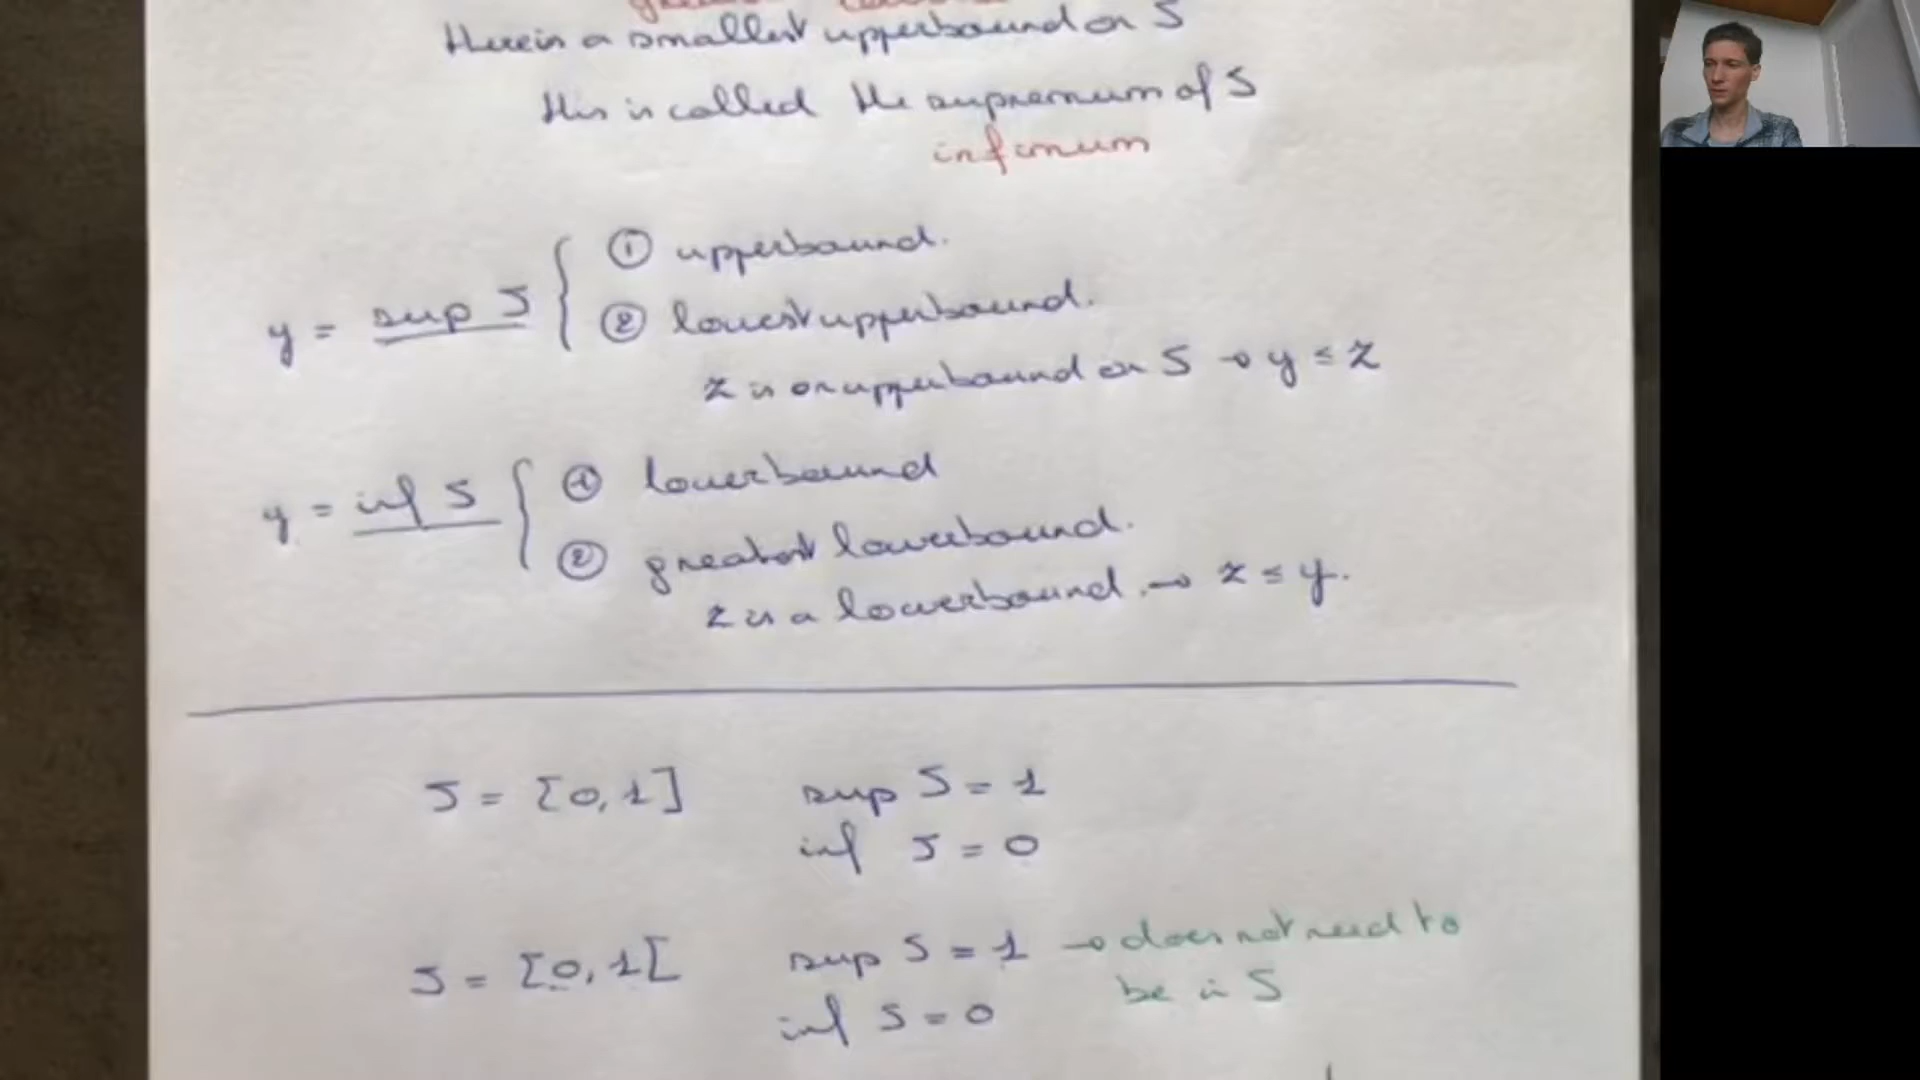 There is a smallest upperbound on S
this is called the supremum of S
infimum
y = sup S { ① upperbound.
② lowest upperbound.
z is an upperbound on S → y ≤ z
y = inf S { ① lowerbound
② greatest lowerbound.
z is a lowerbound. → z ≤ y.
S = [0,1] sup S = 1
inf S = 0
S = [0,1[ sup S = 1 → does not need to
be in S
inf S = 0